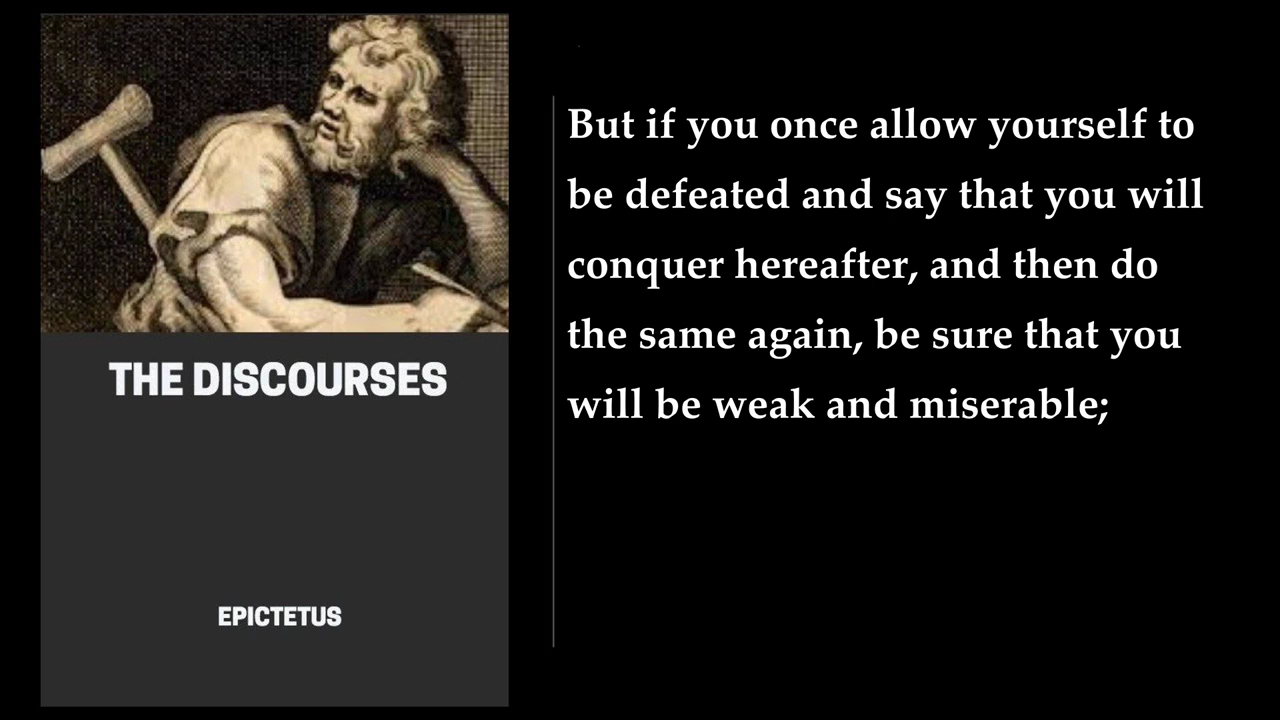 THE DISCOURSES
EPICTETUS
But if you once allow yourself to
be defeated and say that you will
conquer hereafter, and then do
the same again, be sure that you
will be weak and miserable;